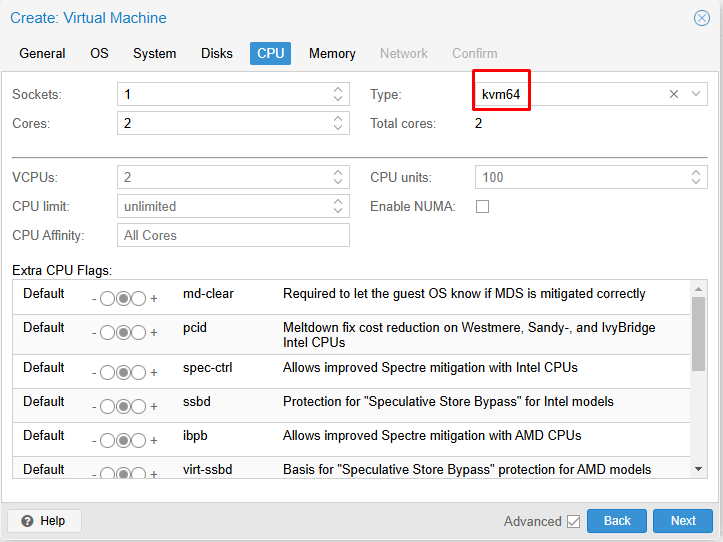 Create: Virtual Machine
General OS System Disks CPU Memory Network Confirm
Sockets: 1 Type: kvm64
Cores: 2 Total cores: 2
VCPUs: 2 CPU units: 100
CPU limit: unlimited Enable NUMA:
CPU Affinity: All Cores
Extra CPU Flags:
Default - + md-clear Required to let the guest OS know if MDS is mitigated correctly
Default - + pcid Meltdown fix cost reduction on Westmere, Sandy-, and IvyBridge
Intel CPUs
Default - + spec-ctrl Allows improved Spectre mitigation with Intel CPUs
Default - + ssbd Protection for "Speculative Store Bypass" for Intel models
Default - + ibpb Allows improved Spectre mitigation with AMD CPUs
Default - + virt-ssbd Basis for "Speculative Store Bypass" protection for AMD models
? Help Advanced Back Next